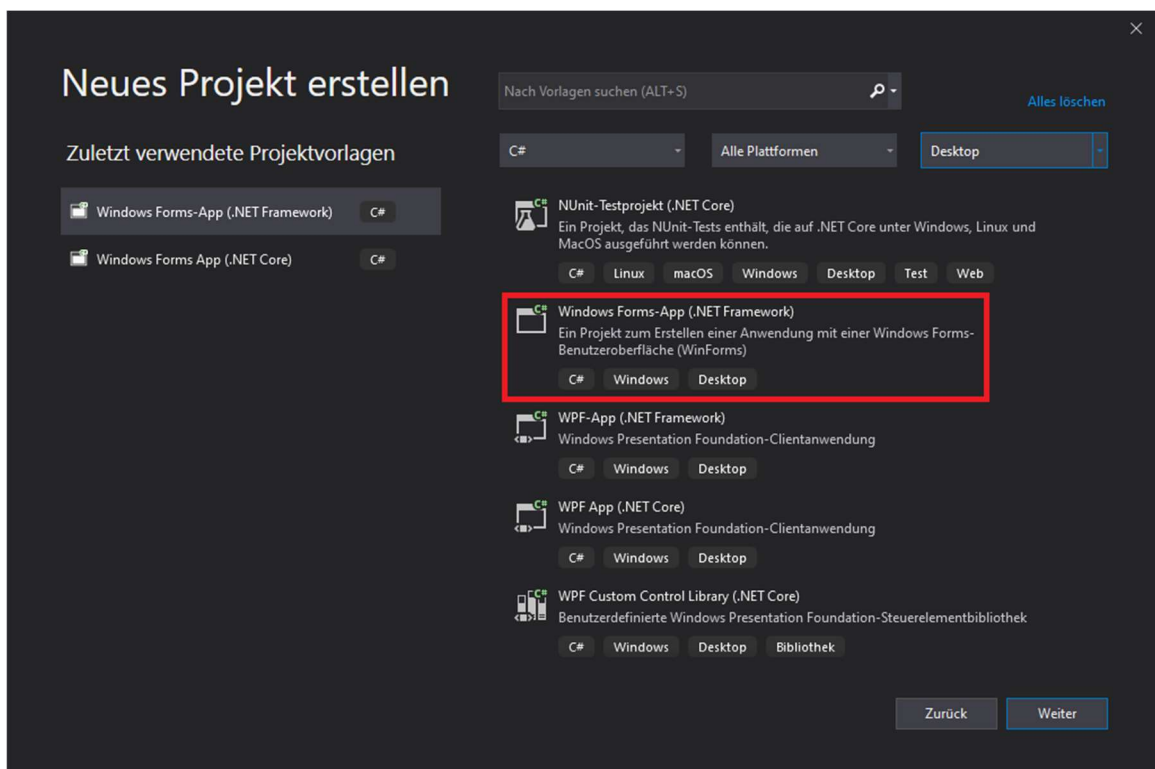 Neues Projekt erstellen
Nach Vorlagen suchen (ALT+S)
Alles löschen
Zuletzt verwendete Projektvorlagen
C#
Alle Plattformen
Desktop
Windows Forms-App (.NET Framework) C#
Windows Forms App (.NET Core) C#
NUnit-Testprojekt (.NET Core)
Ein Projekt, das NUnit-Tests enthält, die auf .NET Core unter Windows, Linux und
MacOS ausgeführt werden können.
C# Linux macOS Windows Desktop Test Web
Windows Forms-App (.NET Framework)
Ein Projekt zum Erstellen einer Anwendung mit einer Windows Forms-
Benutzeroberfläche (WinForms)
C# Windows Desktop
WPF-App (.NET Framework)
Windows Presentation Foundation-Clientanwendung
C# Windows Desktop
WPF App (.NET Core)
Windows Presentation Foundation-Clientanwendung
C# Windows Desktop
WPF Custom Control Library (.NET Core)
Benutzerdefinierte Windows Presentation Foundation-Steuerelementbibliothek
C# Windows Desktop Bibliothek
Zurück
Weiter